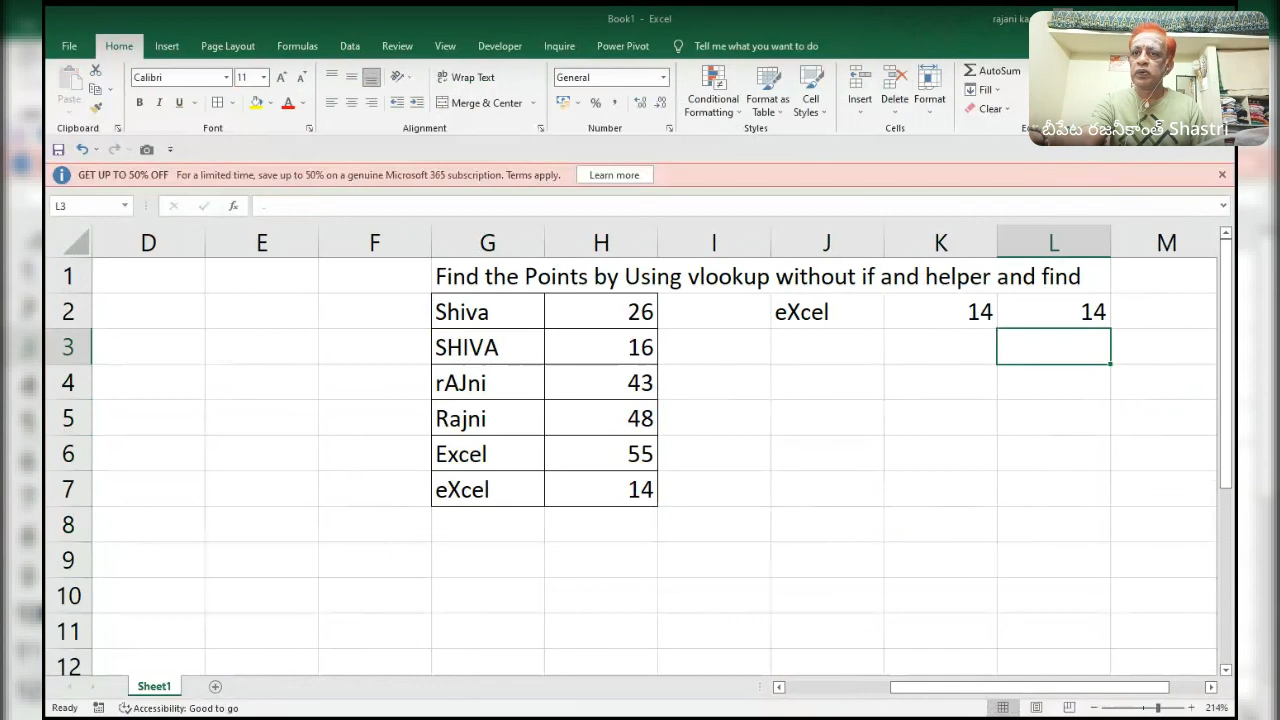 Book1 - Excel
rajani ka
File Home Insert Page Layout Formulas Data Review View Developer Inquire Power Pivot Tell me what you want to do
Paste
Calibri 11
Wrap Text
Merge & Center
General
Conditional Formatting
Format as Table
Cell Styles
Insert
Delete
Format
AutoSum
Fill
Clear
Clipboard Font Alignment Number Styles Cells
బీపేట రజనీకాంత్ Shastri
GET UP TO 50% OFF For a limited time, save up to 50% on a genuine Microsoft 365 subscription. Terms apply. Learn more
L3 fx
D E F G H I J K L M
1 Find the Points by Using vlookup without if and helper and find
2 Shiva 26 eXcel 14 14
3 SHIVA 16
4 rAJni 43
5 Rajni 48
6 Excel 55
7 eXcel 14
8
9
10
11
12
Sheet1
Ready Accessibility: Good to go 214%